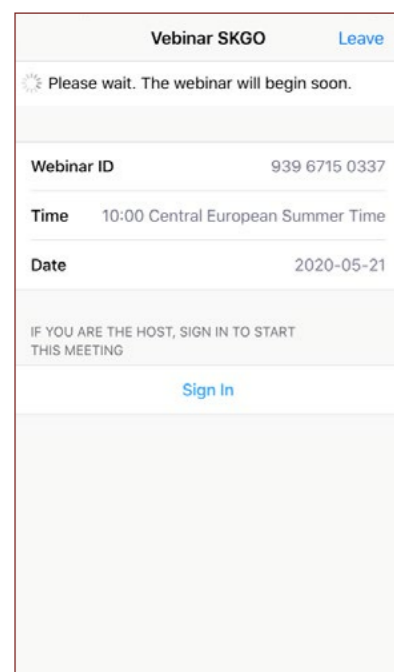 Vebinar SKGO Leave
Please wait. The webinar will begin soon.
Webinar ID 939 6715 0337
Time 10:00 Central European Summer Time
Date 2020-05-21
IF YOU ARE THE HOST, SIGN IN TO START
THIS MEETING
Sign In